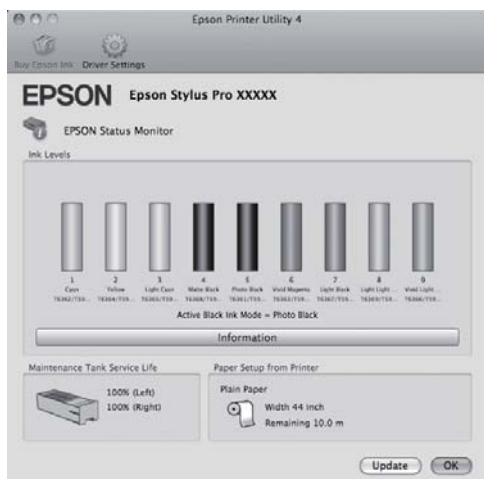 Epson Printer Utility 4
Buy Epson Ink Driver Settings
EPSON Epson Stylus Pro XXXXX
EPSON Status Monitor
Ink Levels
1 2 3 4 5 6 7 8 9
Cyan Yellow Light Cyan Matte Black Photo Black Vivid Magenta Light Black Light Light ... Vivid Light ...
Active Black Ink Mode = Photo Black
Information
Maintenance Tank Service Life
100% (Left)
100% (Right)
Paper Setup from Printer
Plain Paper
Width 44 inch
Remaining 10.0 m
Update OK